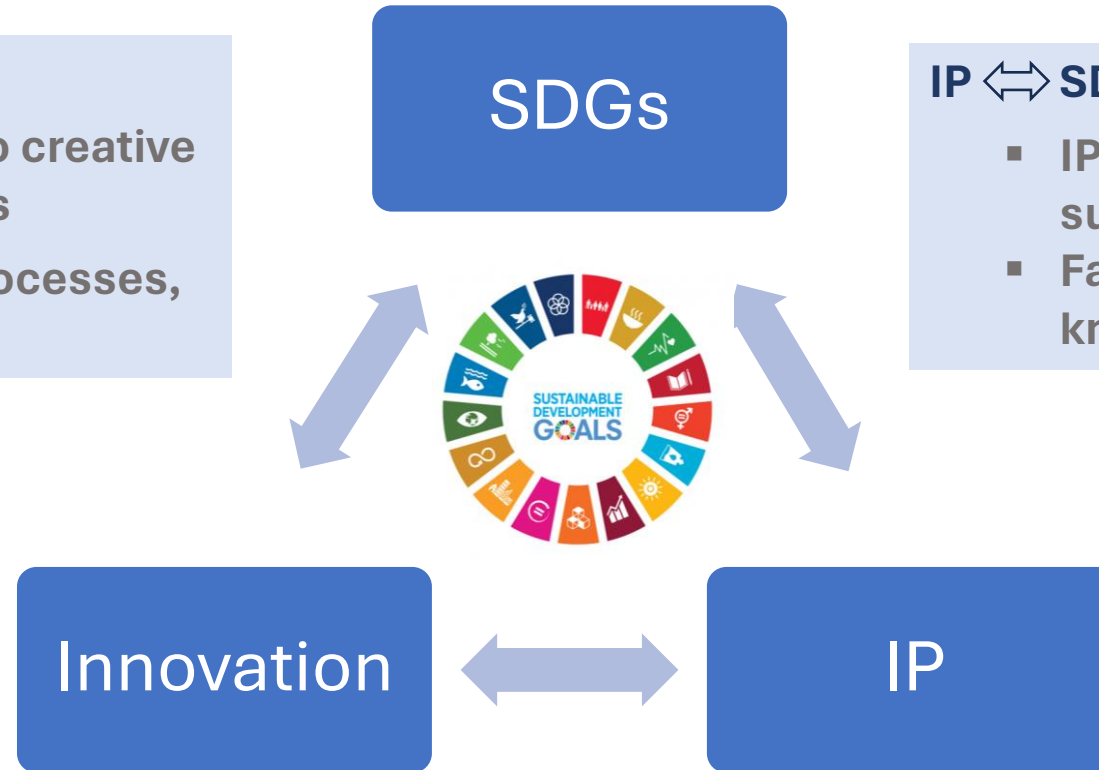 SDGs
creative
ocesses,
IP ⇔ SD
▪ IP
su
▪ Fa
kn
SUSTAINABLE
DEVELOPMENT
GOALS
Innovation
IP